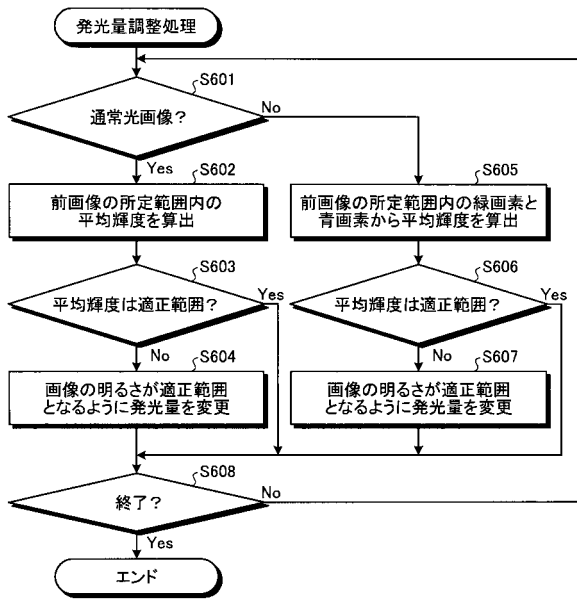 発光量調整処理
S601
通常光画像?
No
Yes
S602
前画像の所定範囲内の
平均輝度を算出
S605
前画像の所定範囲内の緑画素と
青画素から平均輝度を算出
S603
平均輝度は適正範囲?
Yes
No
S606
平均輝度は適正範囲?
Yes
No
S604
画像の明るさが適正範囲
となるように発光量を変更
S607
画像の明るさが適正範囲
となるように発光量を変更
S608
終了?
No
Yes
エンド